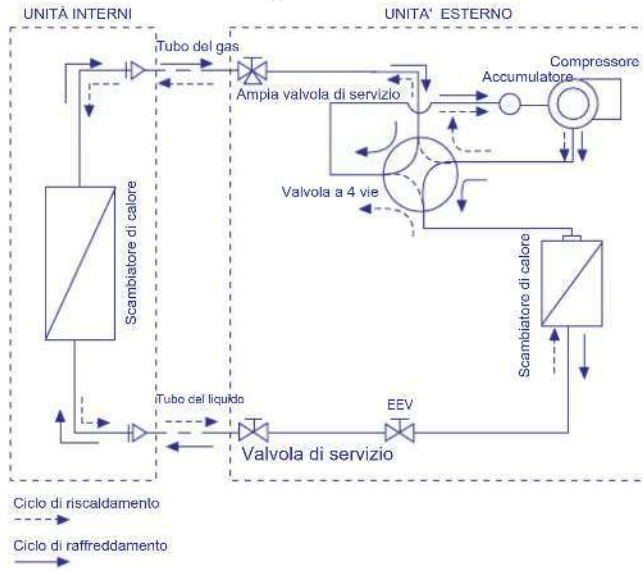 UNITÀ INTERNI
UNITA' ESTERNO
Tubo del gas
Compressore
Accumulatore
Ampia valvola di servizio
Valvola a 4 vie
Scambiatore di calore
Scambiatore di calore
Tubo del liquido
EEV
Valvola di servizio
Ciclo di riscaldamento
Ciclo di raffreddamento